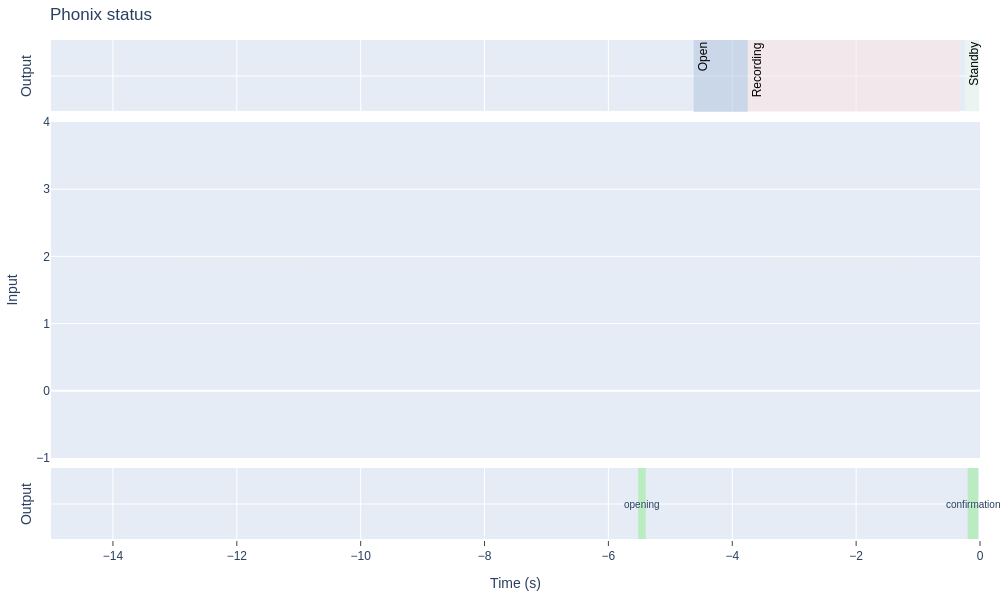 Phonix status
Output
Open
Recording
Standby
Input
4
3
2
1
0
−1
Output
opening
confirmation
−14
−12
−10
−8
−6
−4
−2
0
Time (s)